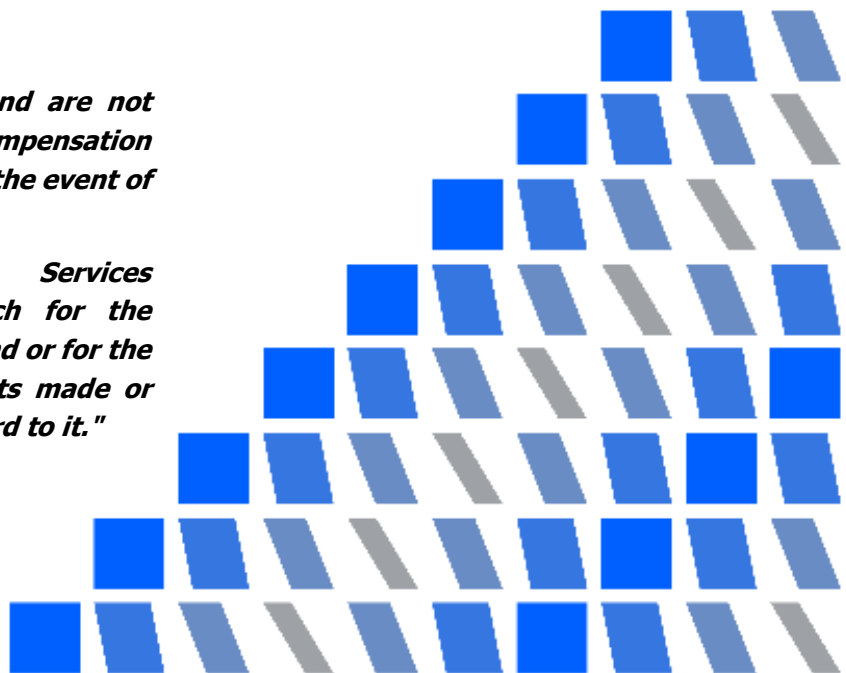 nd are not
mpensation
the event of
Services
ch for the
d or for the
ts made or
rd to it."